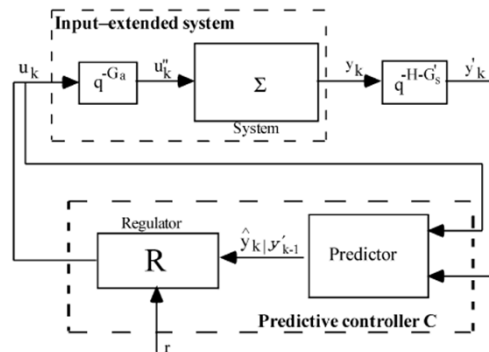 Input–extended system
u_k
q^-G_a
u''_k
Σ
System
y_k
q^-H-G'_s
y'_k
Regulator
R
ŷ_k|𝒴'_k-1
Predictor
Predictive controller C
r